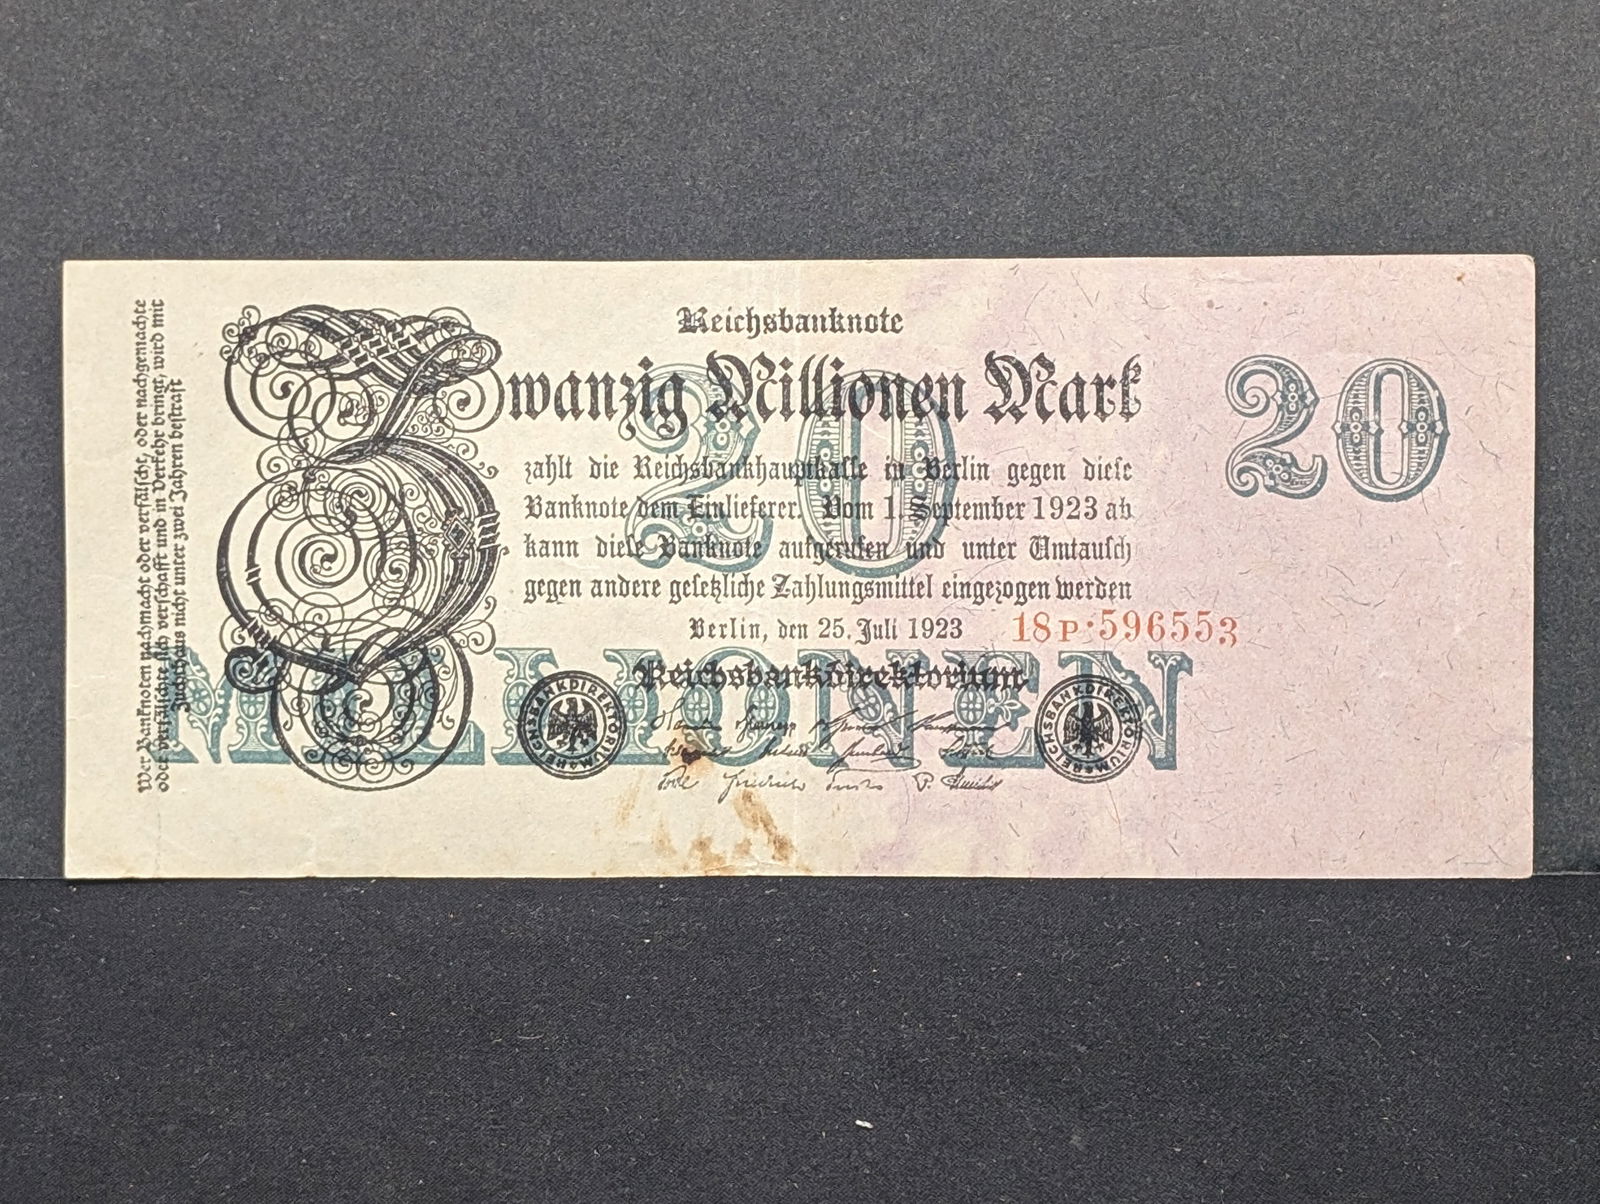 Reichsbanknote
Zwanzig Millionen Mark
20
20
zahlt die Reichsbankhauptkasse in Berlin gegen diese
Banknote dem Einlieferer. Vom 1. September 1923 ab
kann diese Banknote aufgerufen und unter Umtausch
gegen andere gesetzliche Zahlungsmittel eingezogen werden
Berlin, den 25. Juli 1923
18P·596553
MILLIONEN
Reichsbankdirektorium
REICHSBANKDIREKTORIUM
REICHSBANKDIREKTORIUM
Wer Banknoten nachmacht oder verfälscht, oder nachgemachte
oder verfälschte sich verschafft und in Verkehr bringt, wird mit
Zuchthaus nicht unter zwei Jahren bestraft